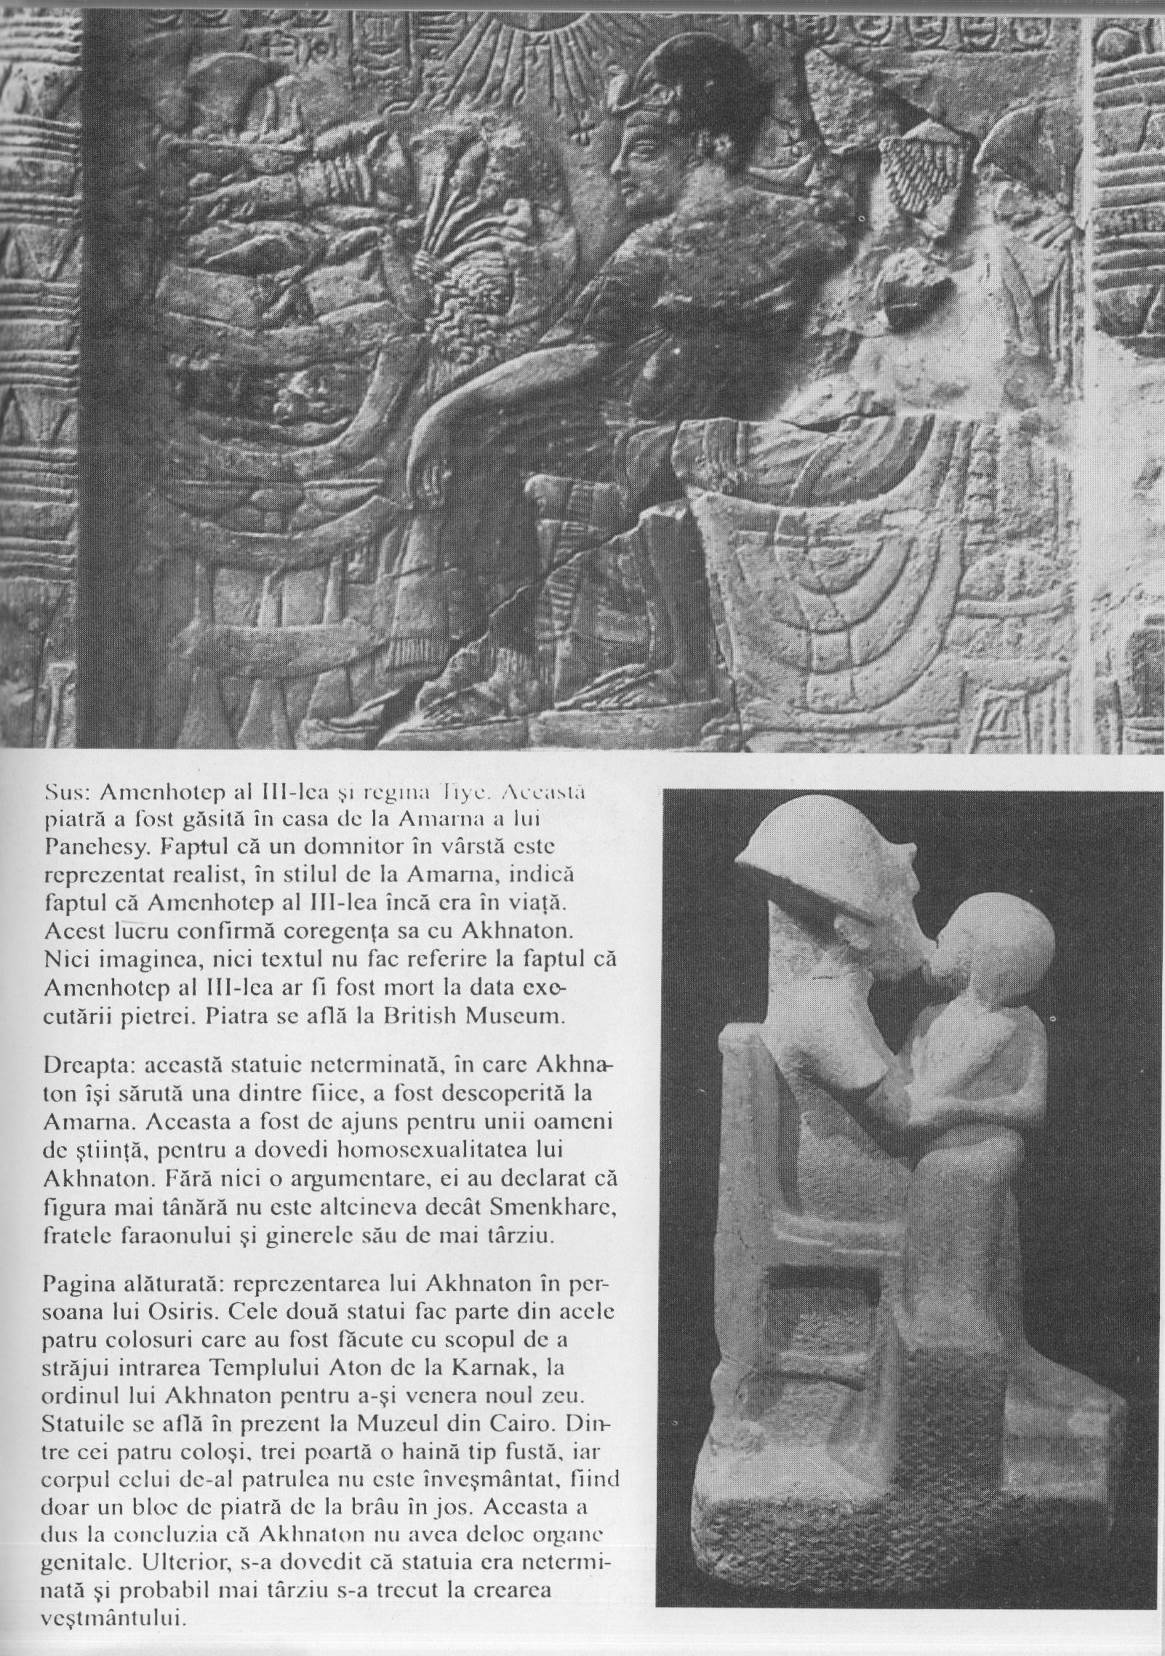 Sus: Amenhotep al III-lea și regina Tiye. Această
piatră a fost găsită în casa de la Amarna a lui
Panehesy. Faptul că un domnitor în vârstă este
reprezentat realist, în stilul de la Amarna, indică
faptul că Amenhotep al III-lea încă era în viață.
Acest lucru confirmă coregența sa cu Akhnaton.
Nici imaginea, nici textul nu fac referire la faptul că
Amenhotep al III-lea ar fi fost mort la data exe-
cutării pietrei. Piatra se află la British Museum.
Dreapta: această statuie neterminată, în care Akhna-
ton își sărută una dintre fiice, a fost descoperită la
Amarna. Aceasta a fost de ajuns pentru unii oameni
de știință, pentru a dovedi homosexualitatea lui
Akhnaton. Fără nici o argumentare, ei au declarat că
figura mai tânără nu este altcineva decât Smenkhare,
fratele faraonului și ginerele său de mai târziu.
Pagina alăturată: reprezentarea lui Akhnaton în per-
soana lui Osiris. Cele două statui fac parte din acele
patru colosuri care au fost făcute cu scopul de a
străjui intrarea Templului Aton de la Karnak, la
ordinul lui Akhnaton pentru a-și venera noul zeu.
Statuile se află în prezent la Muzeul din Cairo. Din-
tre cei patru coloși, trei poartă o haină tip fustă, iar
corpul celui de-al patrulea nu este înveșmântat, fiind
doar un bloc de piatră de la brâu în jos. Aceasta a
dus la concluzia că Akhnaton nu avea deloc organe
genitale. Ulterior, s-a dovedit că statuia era netermi-
nată și probabil mai târziu s-a trecut la crearea
veștmântului.